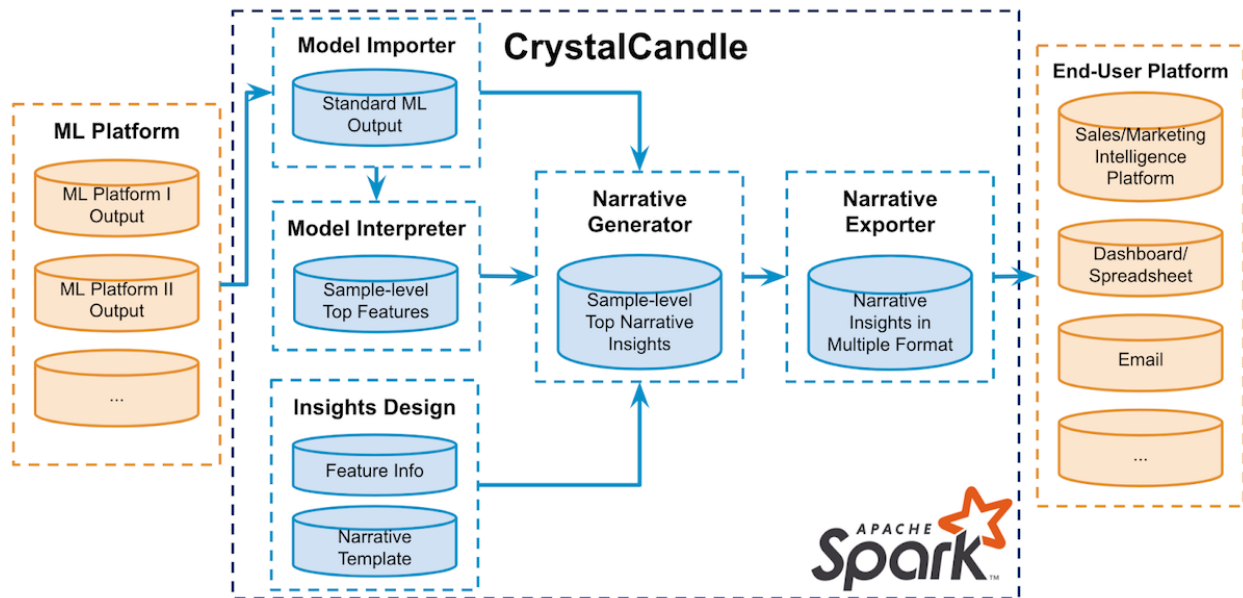 CrystalCandle
ML Platform
ML Platform I
Output
ML Platform II
Output
...
Model Importer
Standard ML
Output
Model Interpreter
Sample-level
Top Features
Insights Design
Feature Info
Narrative
Template
Narrative
Generator
Sample-level
Top Narrative
Insights
Narrative
Exporter
Narrative
Insights in
Multiple Format
APACHE
Spark
TM
End-User Platform
Sales/Marketing
Intelligence
Platform
Dashboard/
Spreadsheet
Email
...